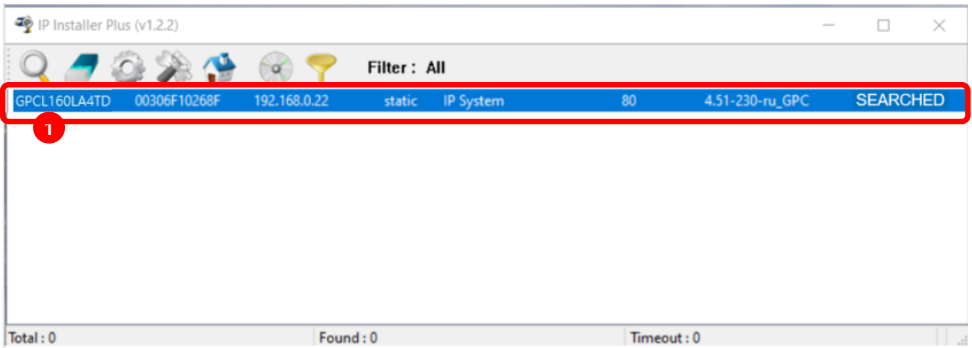 IP Installer Plus (v1.2.2)
Filter : All
GPCL160LA4TD 00306F10268F 192.168.0.22 static IP System 80 4.51-230-ru_GPC SEARCHED
1
Total : 0 Found : 0 Timeout : 0